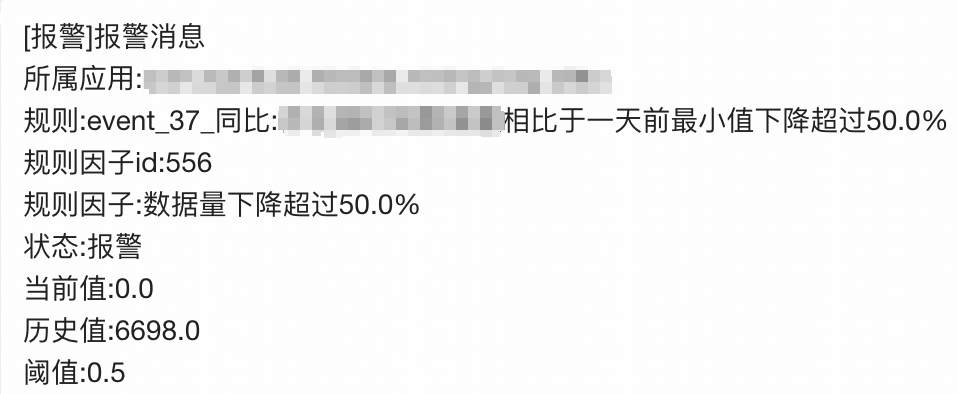 [报警]报警消息
所属应用:
规则:event_37_同比:相比于一天前最小值下降超过50.0%
规则因子id:556
规则因子:数据量下降超过50.0%
状态:报警
当前值:0.0
历史值:6698.0
阈值:0.5